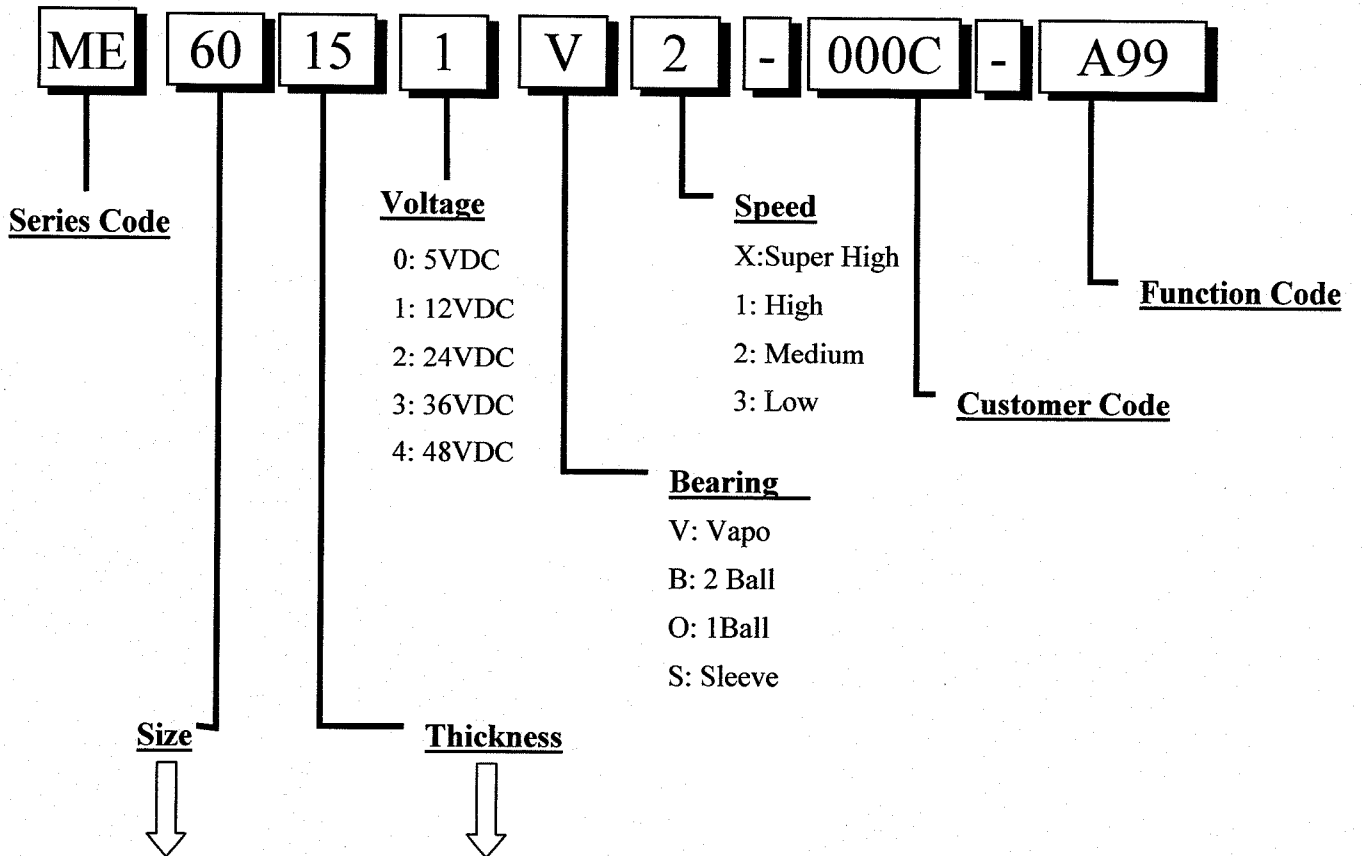 ME 60 15 1 V 2 - 000C - A99
Series Code
Voltage
0: 5VDC
1: 12VDC
2: 24VDC
3: 36VDC
4: 48VDC
Speed
X:Super High
1: High
2: Medium
3: Low
Function Code
Customer Code
Bearing
V: Vapo
B: 2 Ball
O: 1Ball
S: Sleeve
Size
Thickness